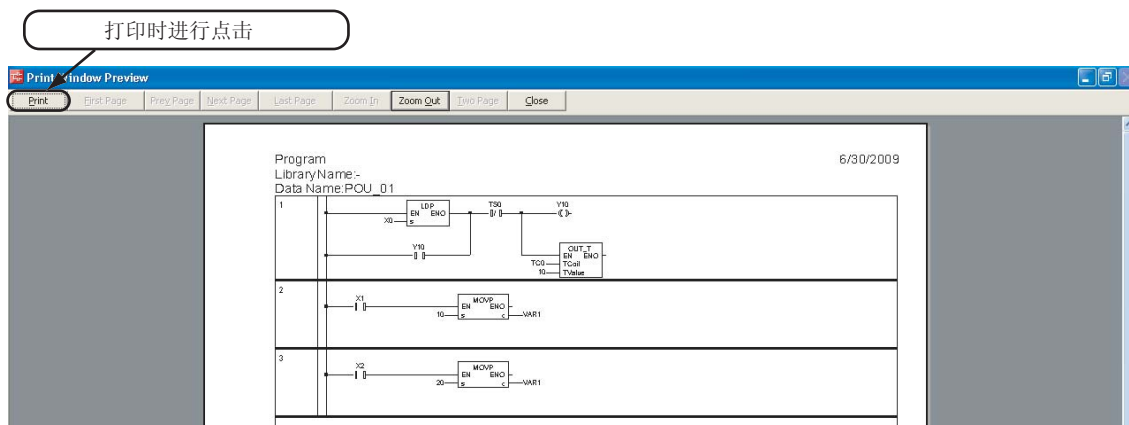 打印时进行点击
Print Window Preview
Print First Page Prev Page Next Page Last Page Zoom In Zoom Out Two Page Close
Program 6/30/2009
LibraryName:-
Data Name:POU_01
1
LDP TS0 Y10
EN ENO
X0 s
Y10
OUT_T
EN ENO
TC0 TCoil
10 TValue
2
X1 MOVP
EN ENO
10 s VAR1
3
X2 MOVP
EN ENO
20 s VAR1